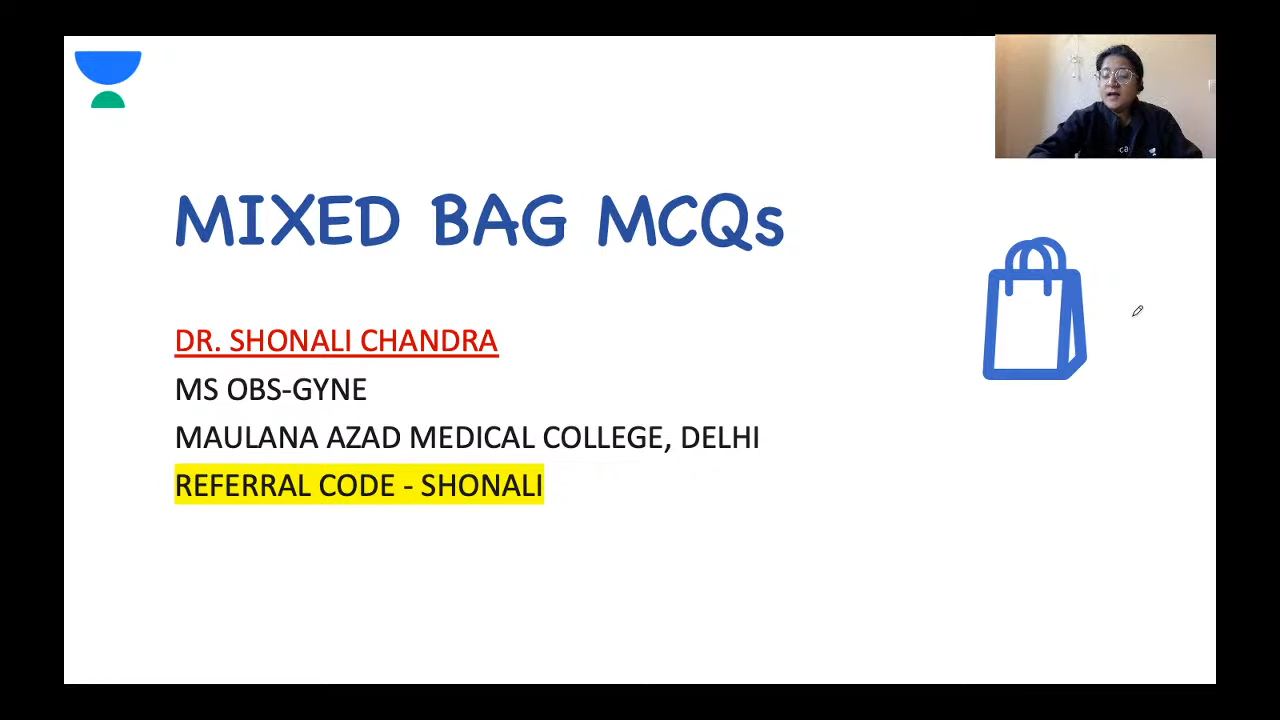 MIXED BAG MCQs
DR. SHONALI CHANDRA
MS OBS-GYNE
MAULANA AZAD MEDICAL COLLEGE, DELHI
REFERRAL CODE - SHONALI